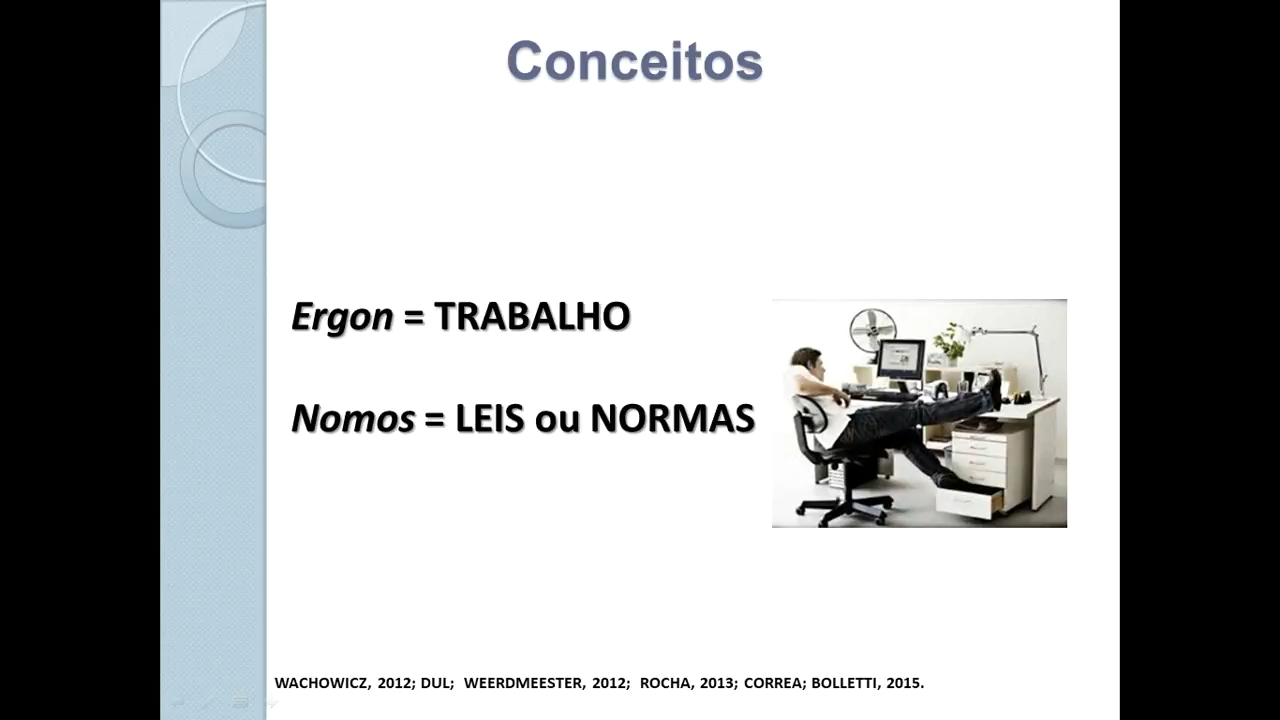 Conceitos
Ergon = TRABALHO
Nomos = LEIS ou NORMAS
WACHOWICZ, 2012; DUL; WEERDMEESTER, 2012; ROCHA, 2013; CORREA; BOLLETTI, 2015.